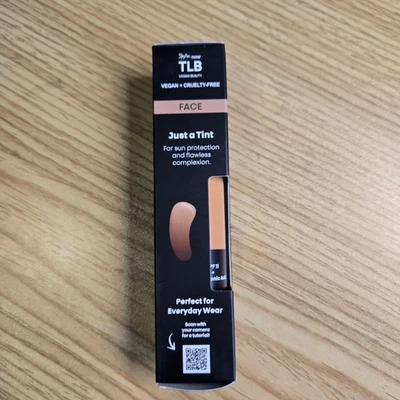 TLB
VEGAN BEAUTY
VEGAN + CRUELTY-FREE
FACE
Just a Tint
For sun protection
and flawless
complexion.
+
Perfect for
Everyday Wear
Scan with
your camera
for a tutorial!